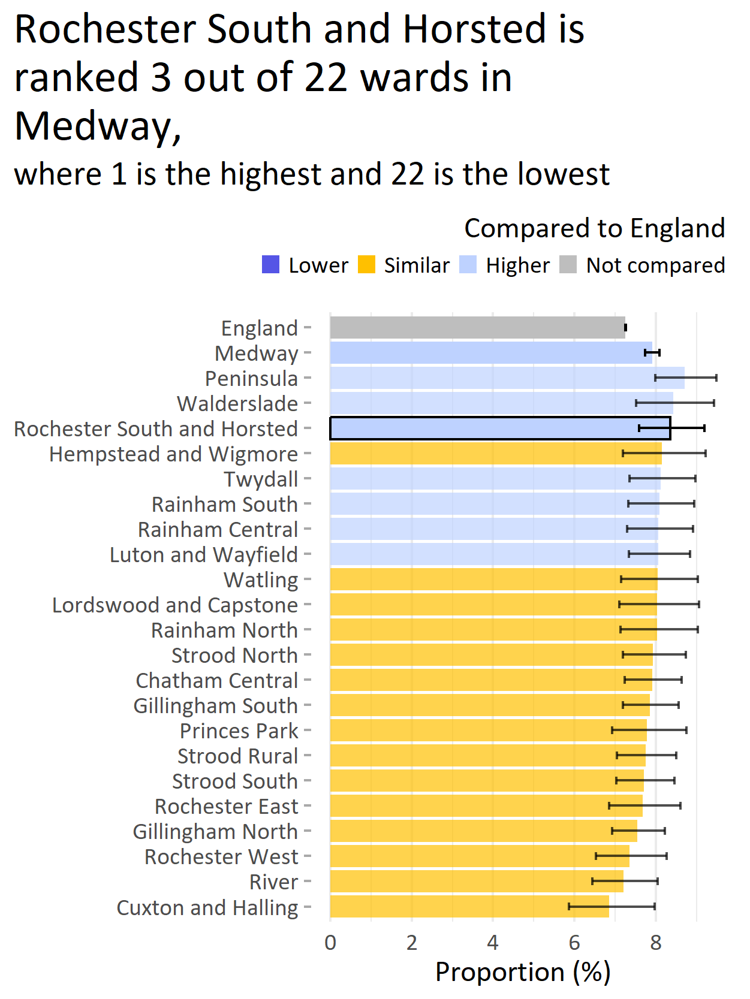 Rochester South and Horsted is
ranked 3 out of 22 wards in
Medway,
where 1 is the highest and 22 is the lowest
Compared to England
Lower Similar Higher Not compared
England
Medway
Peninsula
Walderslade
Rochester South and Horsted
Hempstead and Wigmore
Twydall
Rainham South
Rainham Central
Luton and Wayfield
Watling
Lordswood and Capstone
Rainham North
Strood North
Chatham Central
Gillingham South
Princes Park
Strood Rural
Strood South
Rochester East
Gillingham North
Rochester West
River
Cuxton and Halling
0 2 4 6 8
Proportion (%)